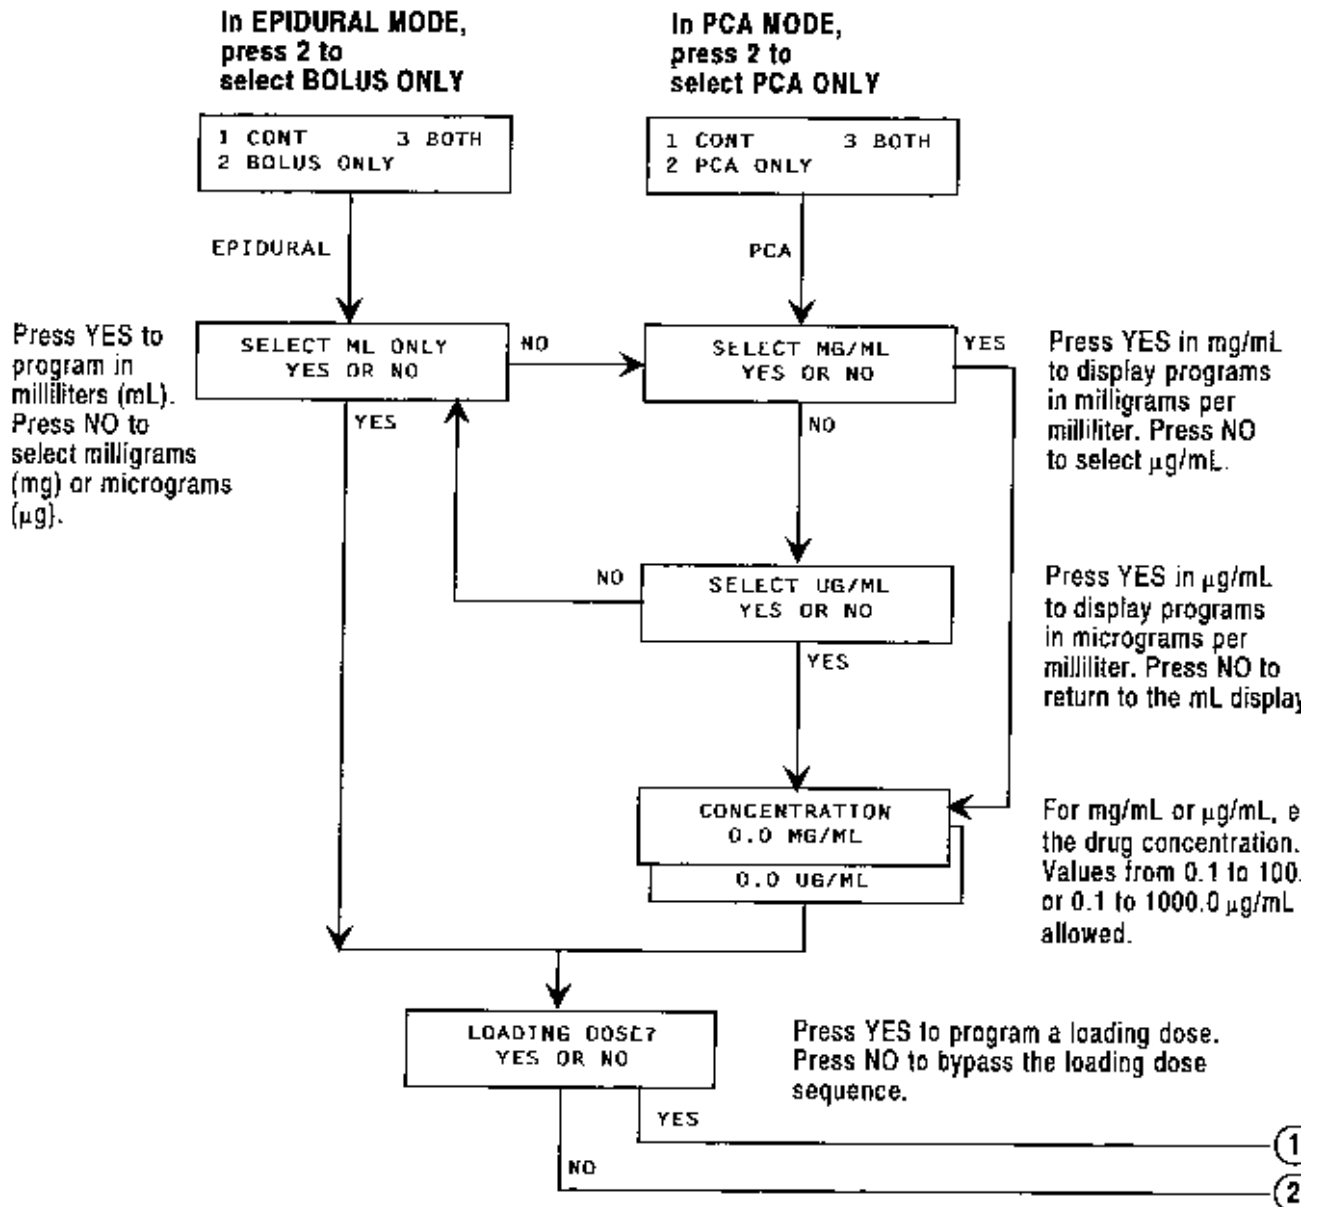 In EPIDURAL MODE,
press 2 to
select BOLUS ONLY
In PCA MODE,
press 2 to
select PCA ONLY
1 CONT 3 BOTH
2 BOLUS ONLY
1 CONT 3 BOTH
2 PCA ONLY
EPIDURAL
PCA
Press YES to
program in
milliliters (mL).
Press NO to
select milligrams
(mg) or micrograms
(μg).
SELECT ML ONLY
YES OR NO
NO
YES
SELECT MG/ML
YES OR NO
YES
NO
Press YES in mg/mL
to display programs
in milligrams per
milliliter. Press NO
to select μg/mL.
NO
SELECT UG/ML
YES OR NO
YES
Press YES in μg/mL
to display programs
in micrograms per
milliliter. Press NO to
return to the mL display
CONCENTRATION
0.0 MG/ML
0.0 UG/ML
For mg/mL or μg/mL, e
the drug concentration.
Values from 0.1 to 100.
or 0.1 to 1000.0 μg/mL
allowed.
LOADING DOSE?
YES OR NO
Press YES to program a loading dose.
Press NO to bypass the loading dose
sequence.
YES
1
NO
2